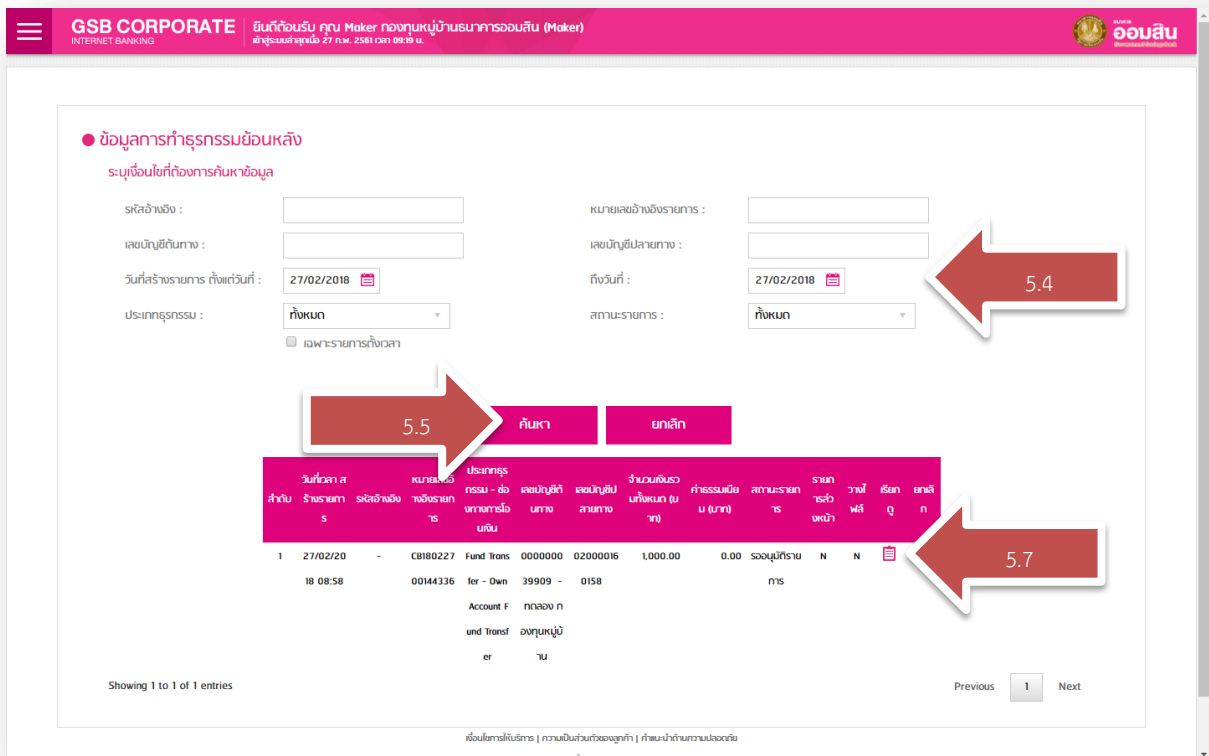 GSB CORPORATE
INTERNET BANKING
ยินดีต้อนรับ คุณ Maker กองทุนหมู่บ้านธนาคารออมสิน (Maker)
เข้าสู่ระบบล่าสุดเมื่อ 27 ก.พ. 2561 เวลา 09:19 น.
ออมสิน
ข้อมูลการทำธุรกรรมย้อนหลัง
ระบุเงื่อนไขที่ต้องการค้นหาข้อมูล
รหัสอ้างอิง : หมายเลขอ้างอิงรายการ :
เลขบัญชีต้นทาง : เลขบัญชีปลายทาง :
วันที่สร้างรายการ ตั้งแต่วันที่ : 27/02/2018 ถึงวันที่ : 27/02/2018
5.4
ประเภทธุรกรรม : ทั้งหมด สถานะรายการ : ทั้งหมด
เฉพาะรายการตั้งเวลา
5.5 ค้นหา ยกเลิก
ประเภทธุร
วันที่เวลา ส กรรม - ช่อ จำนวนเงินรว รายก
ลำดับ ร้างรายกา รหัสอ้างอิง ทางอิงรายก งทางการโอ เลขบัญชีต้ เลขบัญชีป มทั้งหมด (บ ค่าธรรมเนีย สถานะรายก ารล่ว วางไ เรียก ยกเลิ
ร าร นเงิน นทาง ลายทาง าท) ม (บาท) าร งหน้า ฟล์ ดู ก
1 27/02/20 - CB180227 Fund Trans 0000000 02000016 1,000.00 0.00 รออนุมัติราย N N
5.7
18 08:58 00144336 fer - Own 39909 - 0158 การ
Account F ทดลอง ก
und Transf องทุนหมู่บ้
er าน
Showing 1 to 1 of 1 entries Previous 1 Next
เงื่อนไขการให้บริการ | ความเป็นส่วนตัวของลูกค้า | คำแนะนำด้านความปลอดภัย